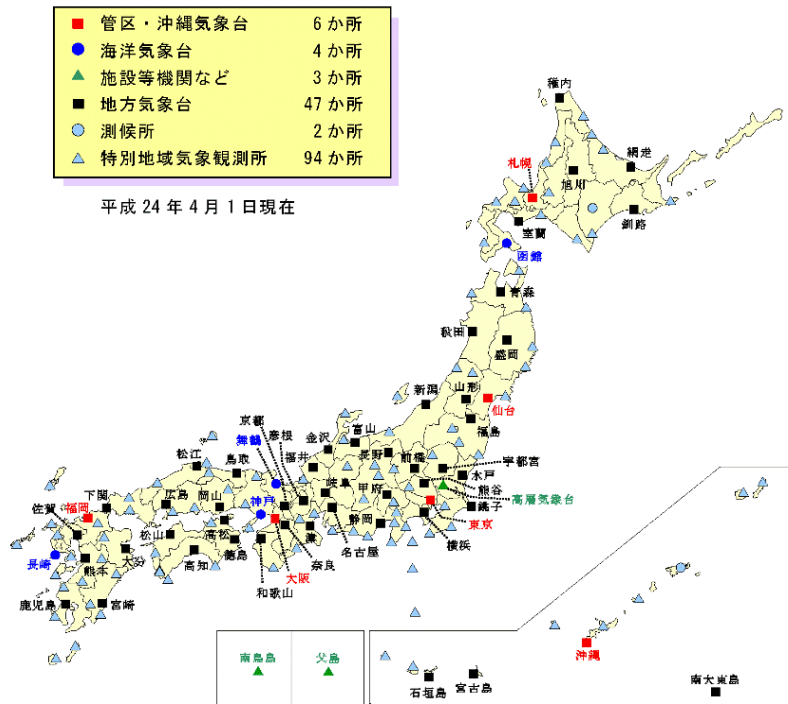 管区・沖縄気象台 6か所
海洋気象台 4か所
施設等機関など 3か所
地方気象台 47か所
測候所 2か所
特別地域気象観測所 94か所
平成24年4月1日現在
稚内
網走
札幌
旭川
釧路
室蘭
函館
青森
秋田
盛岡
新潟
山形
仙台
福島
京都
彦根
金沢
富山
舞鶴
福井
長野
前橋
宇都宮
水戸
松江
鳥取
岐阜
甲府
熊谷
高層気象台
銚子
佐賀
福岡
下関
広島
岡山
神戸
静岡
東京
横浜
名古屋
津
奈良
大阪
和歌山
松山
高松
徳島
高知
長崎
熊本
大分
鹿児島
宮崎
南鳥島
父島
沖縄
石垣島
宮古島
南大東島